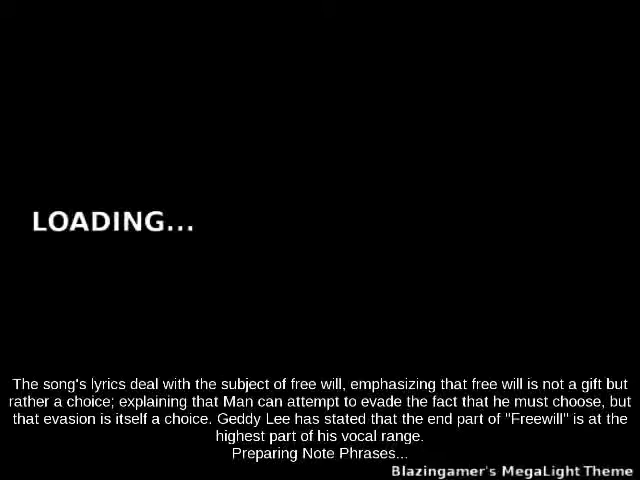 LOADING...
The song's lyrics deal with the subject of free will, emphasizing that free will is not a gift but
rather a choice; explaining that Man can attempt to evade the fact that he must choose, but
that evasion is itself a choice. Geddy Lee has stated that the end part of "Freewill" is at the
highest part of his vocal range.
Preparing Note Phrases...
Blazingamer's MegaLight Theme